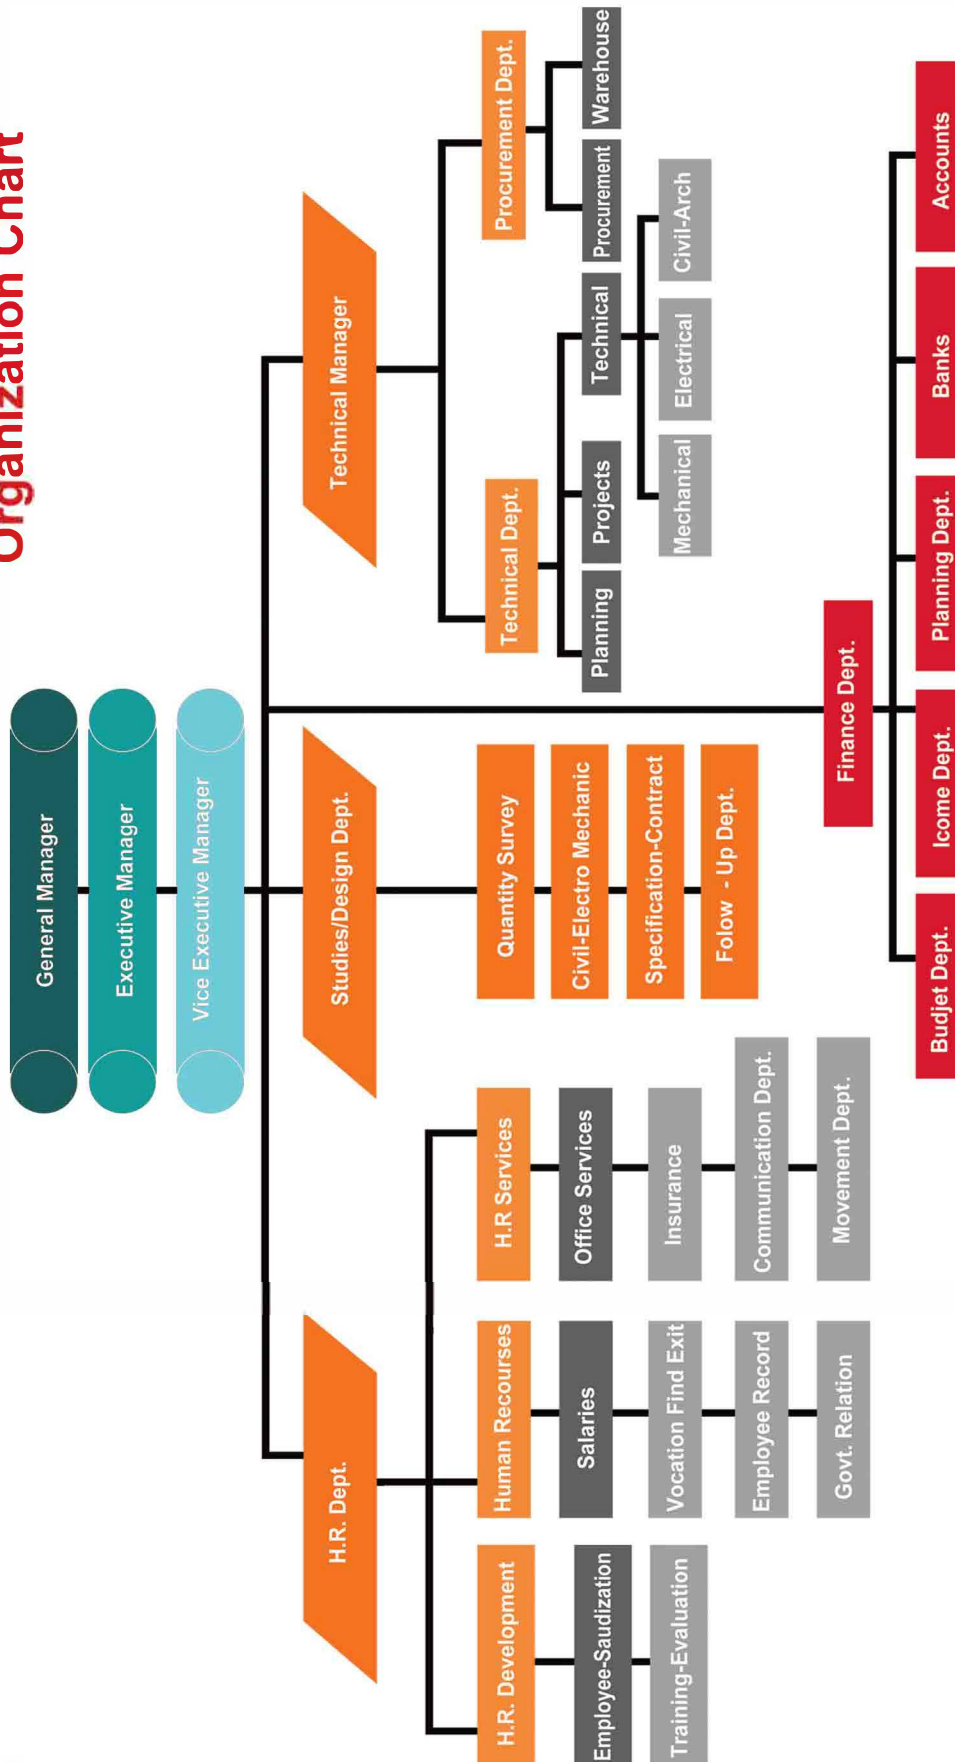 Organization Chart
General Manager
Executive Manager
Vice Executive Manager
H.R. Dept.
Studies/Design Dept.
Technical Manager
H.R. Development
Employee-Saudization
Training-Evaluation
Human Recourses
Salaries
Vocation Find Exit
Employee Record
Govt. Relation
H.R Services
Office Services
Insurance
Communication Dept.
Movement Dept.
Quantity Survey
Civil-Electro Mechanic
Specification-Contract
Folow - Up Dept.
Technical Dept.
Planning
Projects
Technical
Mechanical
Electrical
Civil-Arch
Procurement Dept.
Procurement
Warehouse
Finance Dept.
Budjet Dept.
Icome Dept.
Planning Dept.
Banks
Accounts